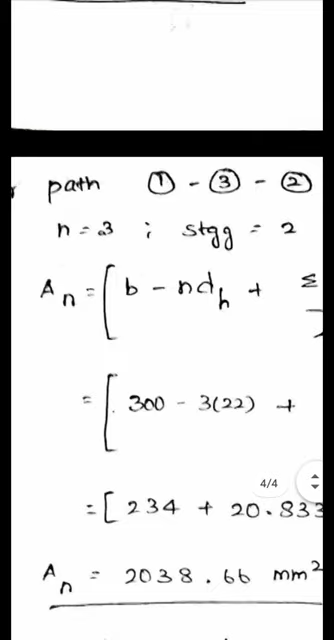 path ① - ③ - ②
n = 3 ; stgg = 2
An = [ b - ndh + Σ
= [ 300 - 3(22) +
4/4
= [ 234 + 20.833
An = 2038.66 mm²